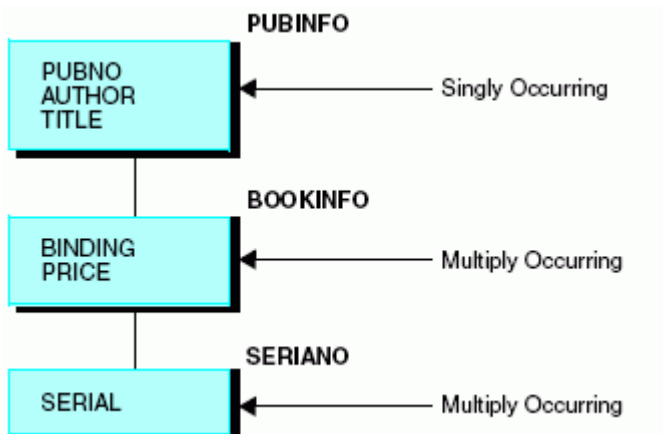 PUBINFO
PUBNO
AUTHOR
TITLE
Singly Occurring
BOOKINFO
BINDING
PRICE
Multiply Occurring
SERIANO
SERIAL
Multiply Occurring